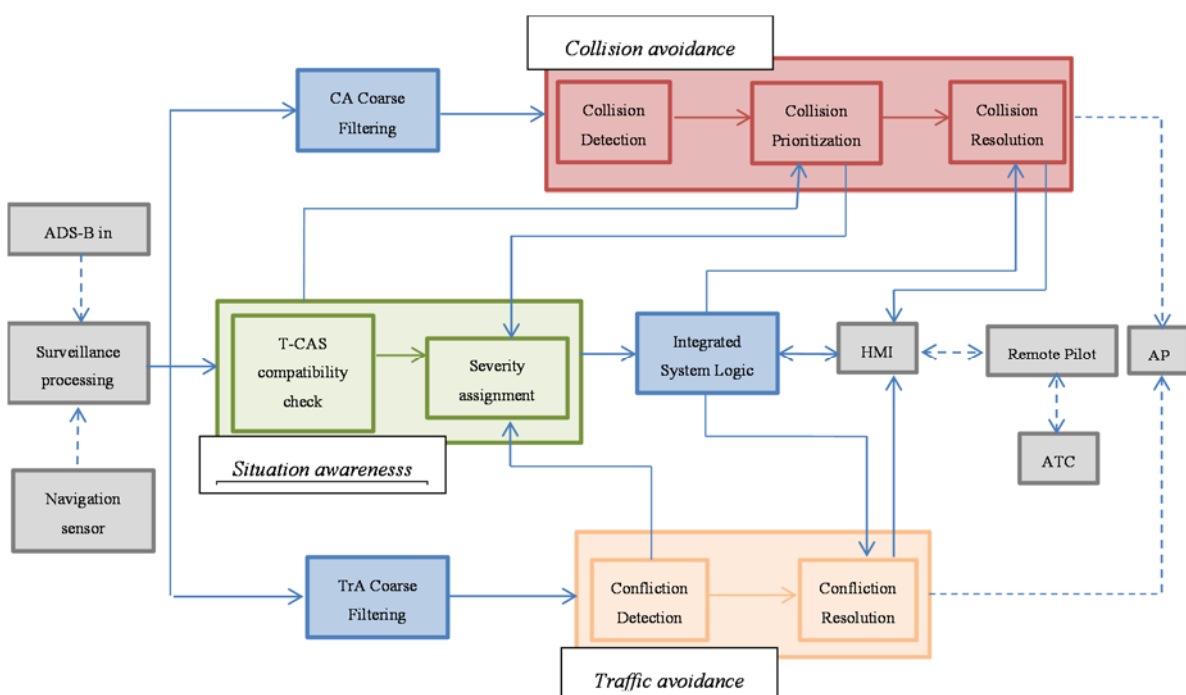 Collision avoidance
CA Coarse
Filtering
Collision
Detection
Collision
Prioritization
Collision
Resolution
ADS-B in
Surveillance
processing
Navigation
sensor
T-CAS
compatibility
check
Severity
assignment
Situation awarenesss
Integrated
System Logic
HMI
Remote Pilot
AP
ATC
TrA Coarse
Filtering
Confliction
Detection
Confliction
Resolution
Traffic avoidance